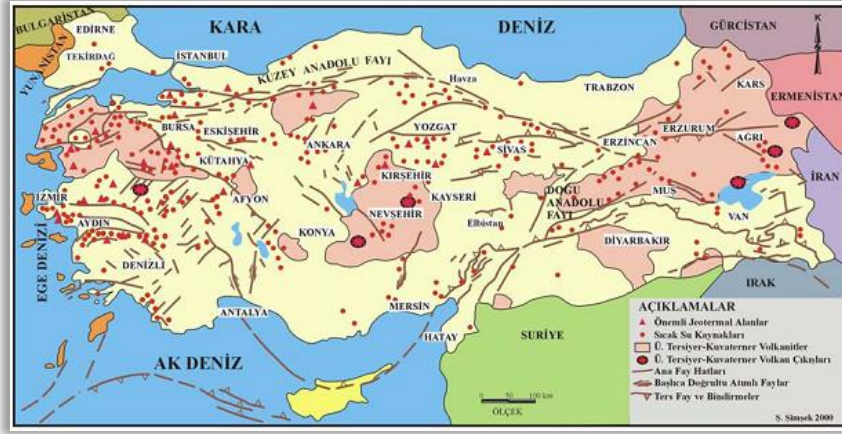 BULGARİSTAN
YUNANİSTAN
EDİRNE
TEKİRDAĞ
İSTANBUL
KARA
DENİZ
GÜRCİSTAN
K
ERMENİSTAN
İRAN
IRAK
SURİYE
EGE DENİZİ
AK DENİZ
KUZEY ANADOLU FAYI
Havza
TRABZON
KARS
BURSA
ESKİŞEHİR
ANKARA
YOZGAT
SİVAS
ERZİNCAN
ERZURUM
AĞRI
KÜTAHYA
KIRŞEHİR
KAYSERİ
DOĞU
ANADOLU
FAYI
MUŞ
VAN
İZMİR
AFYON
NEVŞEHİR
Elbistan
AYDIN
KONYA
DİYARBAKIR
DENİZLİ
ANTALYA
MERSİN
HATAY
AÇIKLAMALAR
Önemli Jeotermal Alanlar
Sıcak Su Kaynakları
Ü. Tersiyer-Kuvaterner Volkanitler
Ü. Tersiyer-Kuvaterner Volkan Çıkışları
Ana Fay Hatları
Başlıca Doğrultu Atımlı Faylar
Ters Fay ve Bindirmeler
0 50 100 km
ÖLÇEK
S. Şimşek 2000